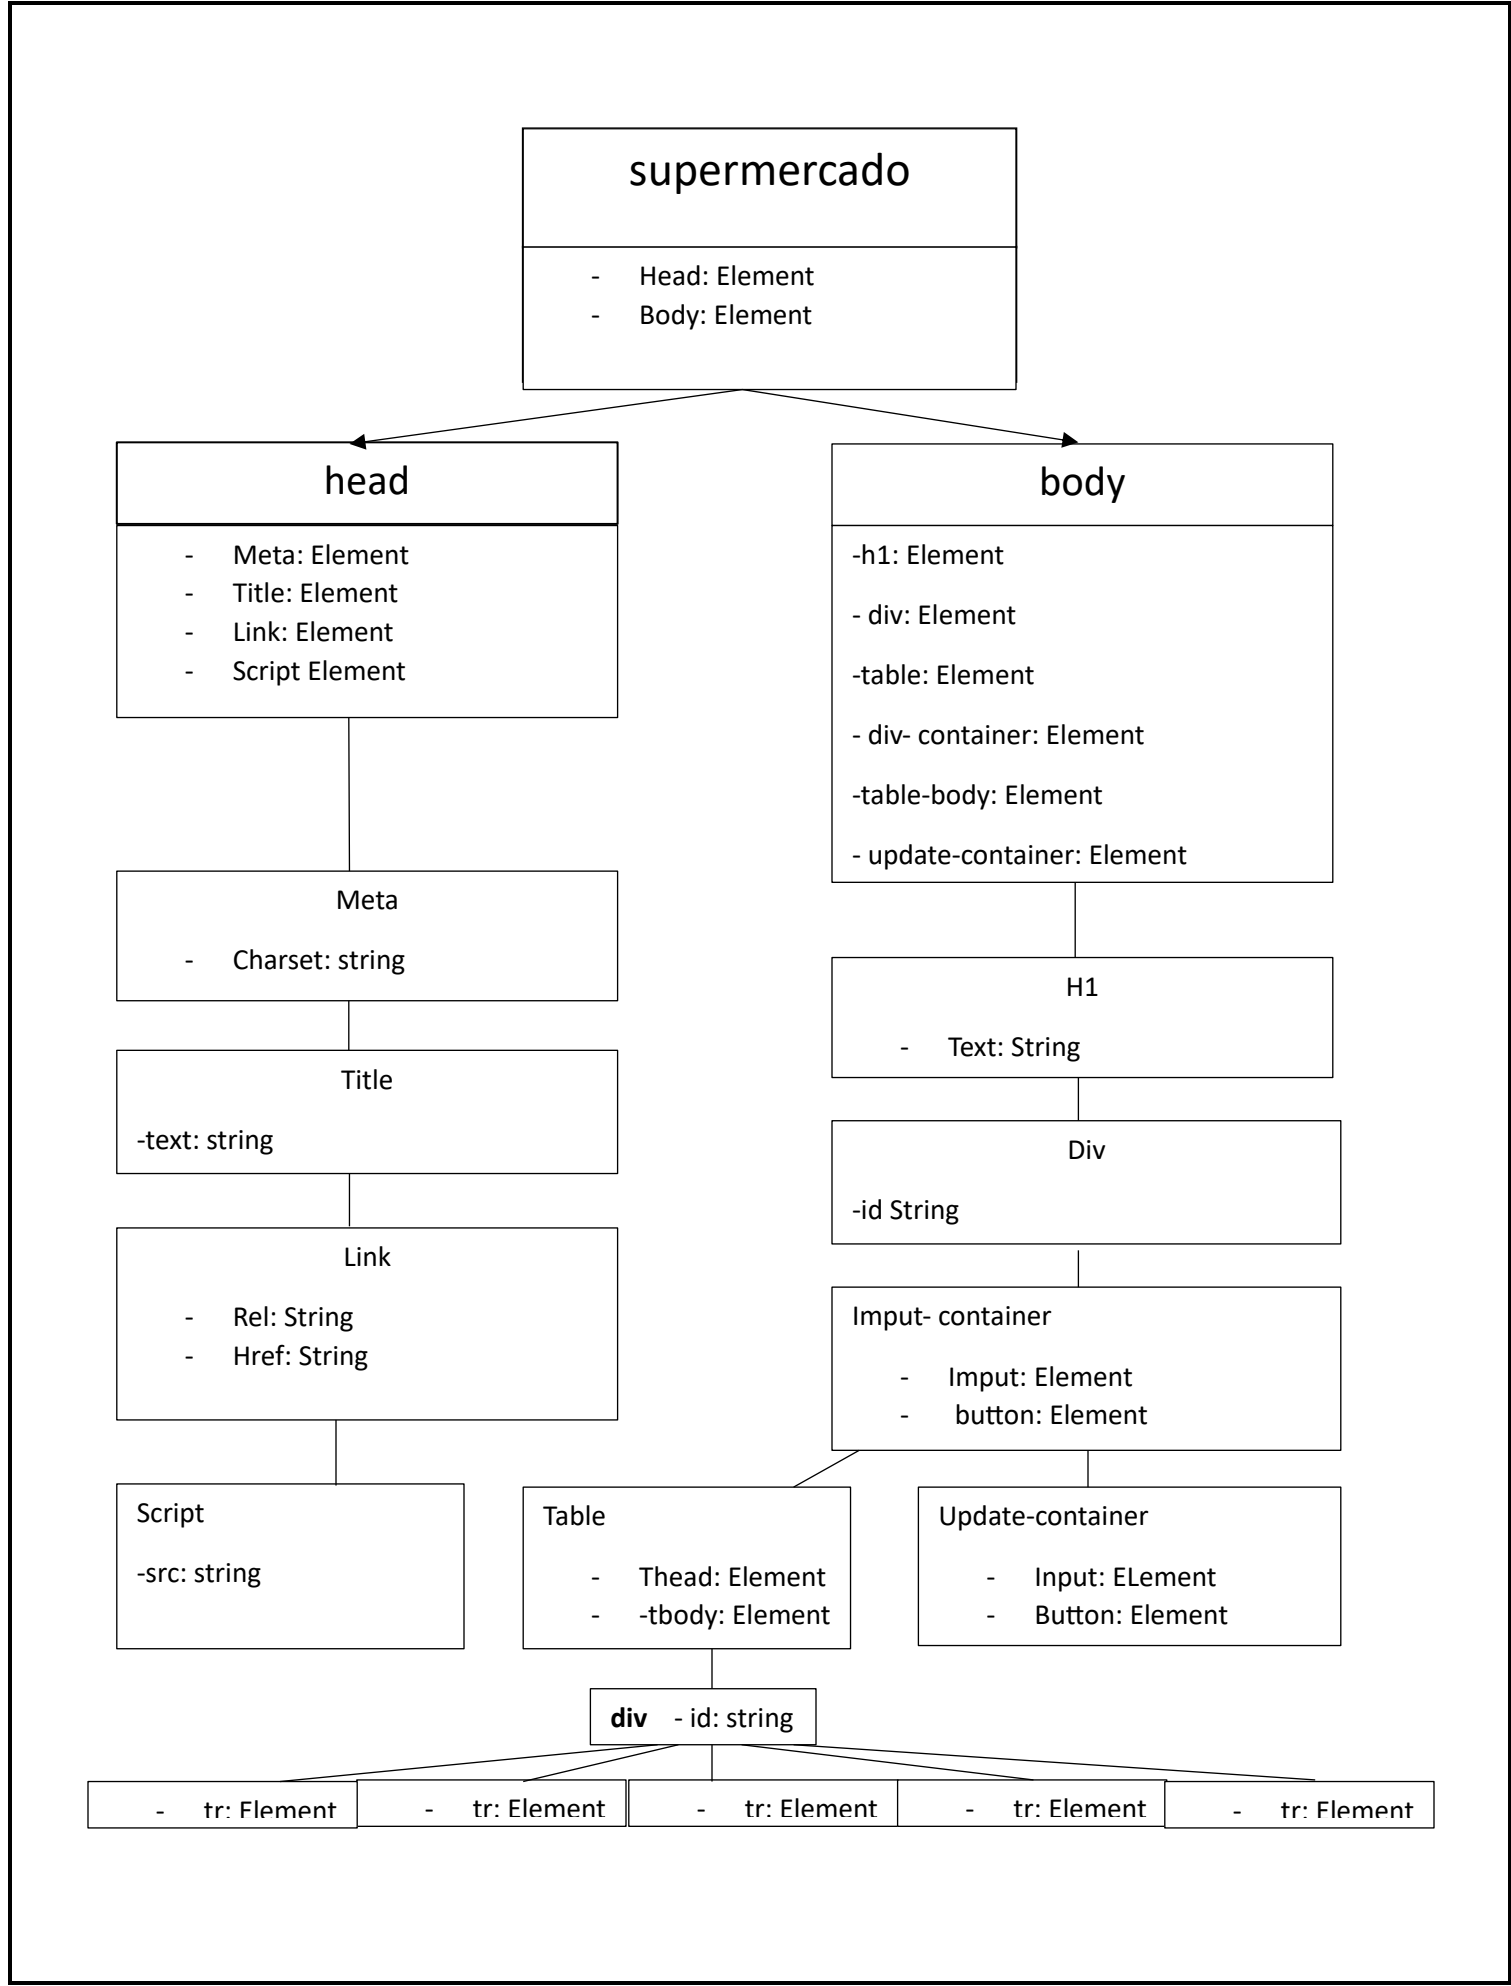 supermercado
- Head: Element
- Body: Element
head
- Meta: Element
- Title: Element
- Link: Element
- Script Element
body
-h1: Element
- div: Element
-table: Element
- div- container: Element
-table-body: Element
- update-container: Element
Meta
- Charset: string
Title
-text: string
Link
- Rel: String
- Href: String
Script
-src: string
H1
- Text: String
Div
-id String
Imput- container
- Imput: Element
- button: Element
Table
- Thead: Element
- -tbody: Element
Update-container
- Input: ELement
- Button: Element
div - id: string
- tr: Element
- tr: Element
- tr: Element
- tr: Element
- tr: Element